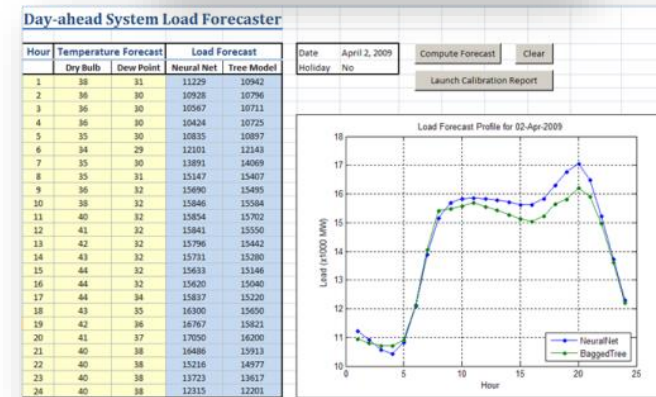 Day-ahead System Load Forecaster
Hour Temperature Forecast Load Forecast
Dry Bulb Dew Point Neural Net Tree Model
1 38 31 11229 10942
2 36 30 10928 10796
3 36 30 10567 10711
4 36 30 10424 10725
5 35 30 10835 10897
6 34 29 12101 12143
7 35 30 13891 14069
8 35 31 15147 15407
9 36 32 15690 15495
10 38 32 15846 15584
11 40 32 15854 15702
12 41 32 15841 15550
13 42 32 15796 15442
14 43 32 15731 15280
15 44 32 15633 15146
16 44 32 15620 15040
17 44 34 15837 15220
18 43 35 16300 15650
19 42 36 16767 15821
20 41 37 17050 16200
21 40 38 16486 15913
22 40 38 15216 14977
23 40 38 13723 13617
24 40 38 12315 12201
Date April 2, 2009
Holiday No
Compute Forecast Clear
Launch Calibration Report
Load Forecast Profile for 02-Apr-2009
Load (x1000 MW)
18
17
16
15
14
13
12
11
10
0 5 10 15 20 25
Hour
NeuralNet
BaggedTree